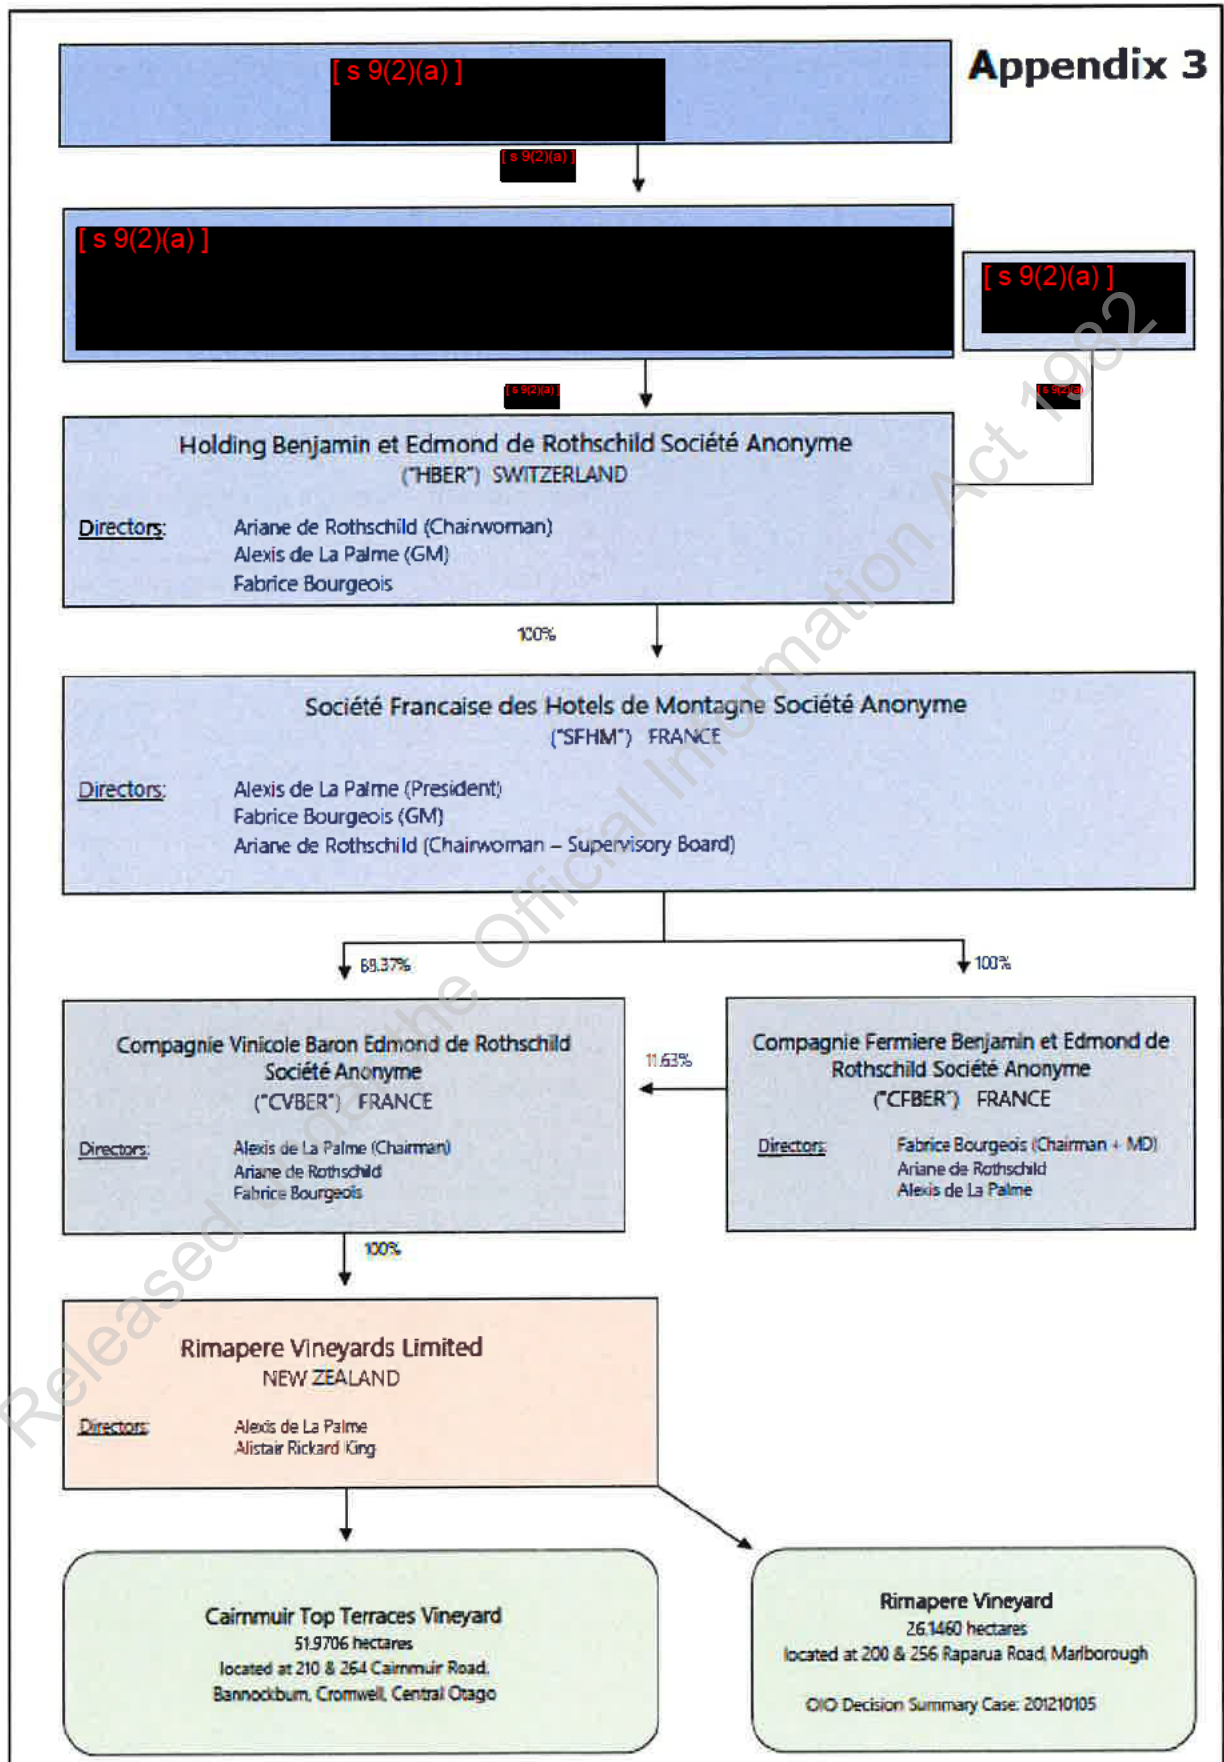 Appendix 3
[ s 9(2)(a) ]
[ s 9(2)(a) ]
[ s 9(2)(a) ]
[ s 9(2)(a) ]
[ s 9(2)(a) ]
[ s 9(2)(a)
Holding Benjamin et Edmond de Rothschild Société Anonyme
("HBER") SWITZERLAND
Directors: Ariane de Rothschild (Chairwoman)
Alexis de La Palme (GM)
Fabrice Bourgeois
100%
Société Francaise des Hotels de Montagne Société Anonyme
("SFHM") FRANCE
Directors: Alexis de La Palme (President)
Fabrice Bourgeois (GM)
Ariane de Rothschild (Chairwoman – Supervisory Board)
100%
Compagnie Vinicole Baron Edmond de Rothschild
Société Anonyme
("CVBER") FRANCE
Directors: Alexis de La Palme (Chairman)
Ariane de Rothschild
Fabrice Bourgeois
11.63%
Compagnie Fermiere Benjamin et Edmond de
Rothschild Société Anonyme
("CFBER") FRANCE
Directors: Fabrice Bourgeois (Chairman + MD)
Ariane de Rothschild
Alexis de La Palme
100%
Rimapere Vineyards Limited
NEW ZEALAND
Directors: Alexis de La Palme
Alistair Rickard King
Cairnmuir Top Terraces Vineyard
51.9706 hectares
located at 210 & 264 Cairnmuir Road,
Bannockburn, Cromwell, Central Otago
Rimapere Vineyard
26.1460 hectares
located at 200 & 256 Rapaura Road, Marlborough
OIO Decision Summary Case: 201210105
Released the Official Information Act 1982